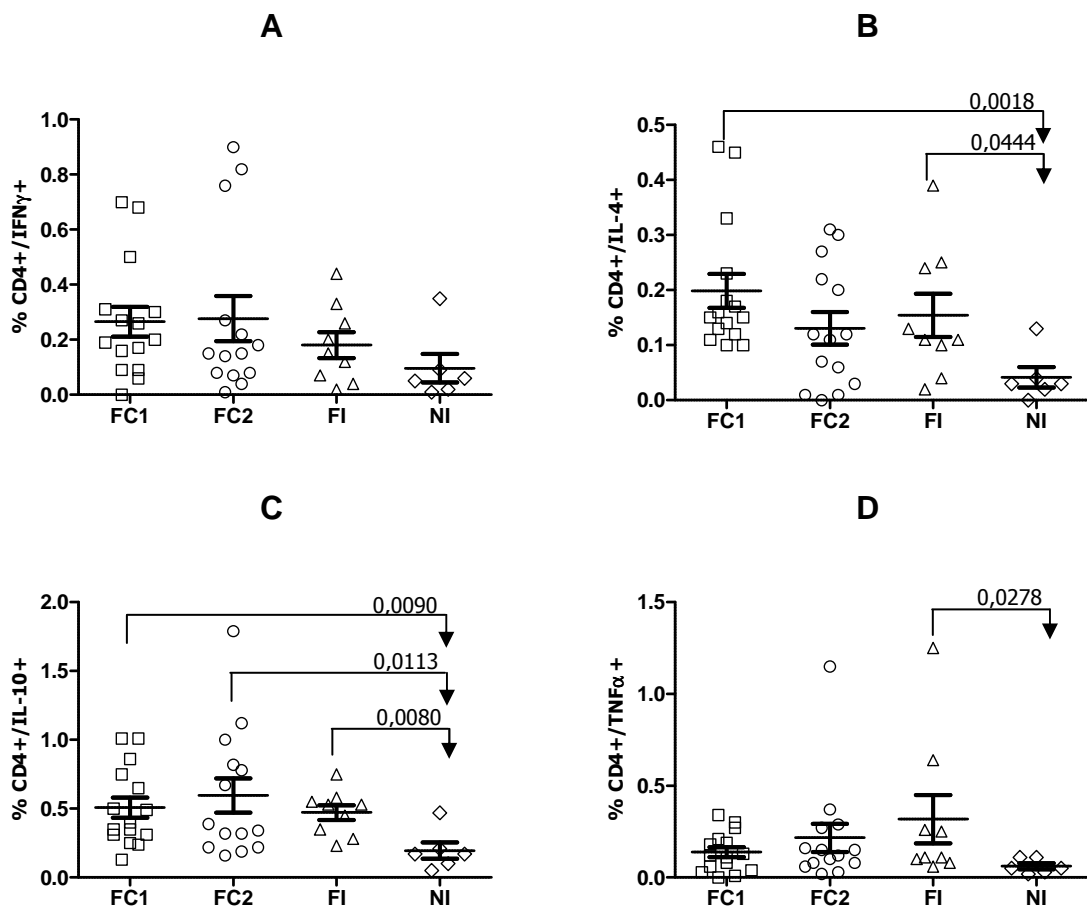 A
% CD4+/IFNγ+
1.0
0.8
0.6
0.4
0.2
0.0
FC1 FC2 FI NI
B
% CD4+/IL-4+
0,0018
0,0444
0.5
0.4
0.3
0.2
0.1
0.0
FC1 FC2 FI NI
C
% CD4+/IL-10+
0,0090
0,0113
0,0080
2.0
1.5
1.0
0.5
0.0
FC1 FC2 FI NI
D
% CD4+/TNFα+
0,0278
1.5
1.0
0.5
0.0
FC1 FC2 FI NI